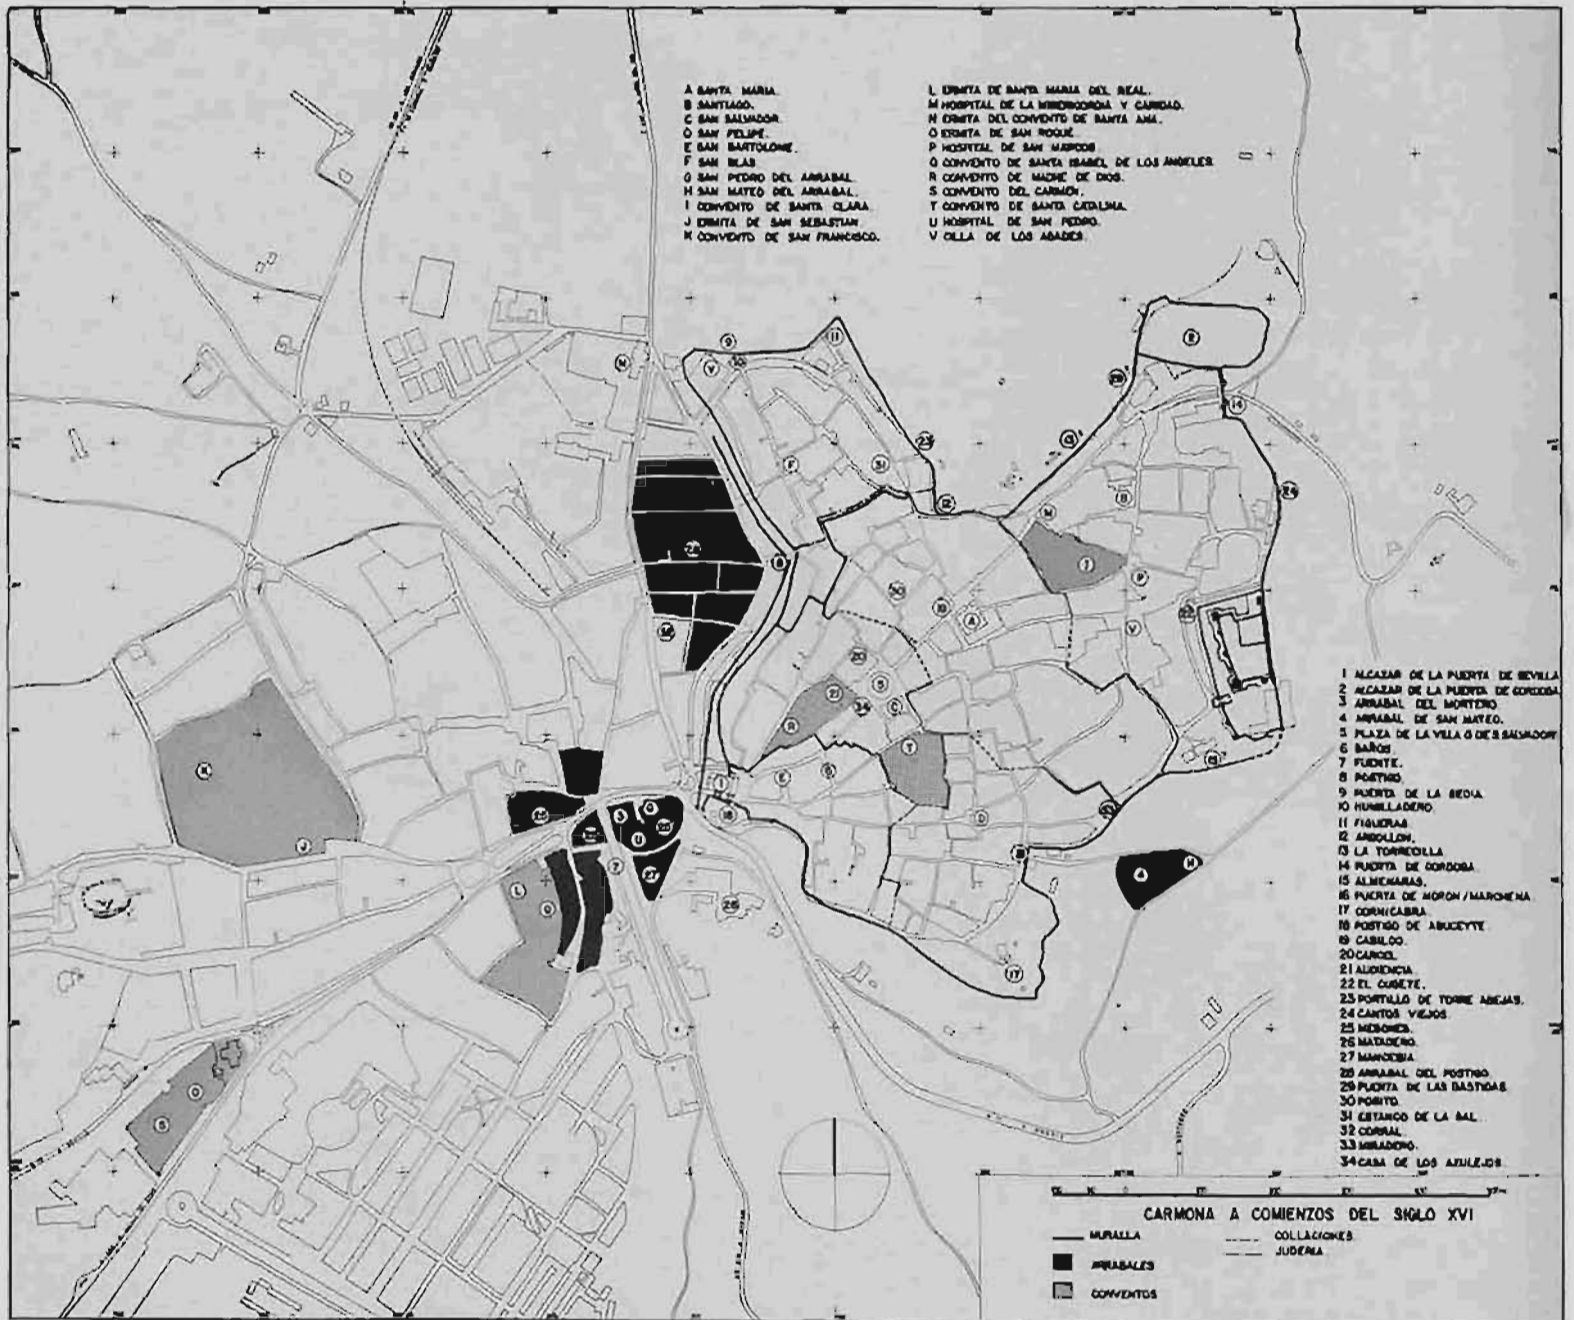 A SANTA MARIA.
B SANTIAGO.
C SAN SALVADOR.
D SAN FELIPE.
E SAN BARTOLOME.
F SAN BLAS
G SAN PEDRO DEL ARRABAL.
H SAN MATEO DEL ARRABAL.
I CONVENTO DE SANTA CLARA.
J ERMITA DE SAN SEBASTIAN.
K CONVENTO DE SAN FRANCISCO.
L ERMITA DE SANTA MARIA DEL REAL.
M HOSPITAL DE LA MISERICORDIA Y CARIDAD.
N ERMITA DEL CONVENTO DE SANTA ANA.
O ERMITA DE SAN ROQUE.
P HOSPITAL DE SAN MARCOS
Q CONVENTO DE SANTA ISABEL DE LOS ANGELES.
R CONVENTO DE MADRE DE DIOS.
S CONVENTO DEL CARMEN.
T CONVENTO DE SANTA CATALINA.
U HOSPITAL DE SAN PEDRO.
V CILLA DE LOS ABADES.
1 ALCAZAR DE LA PUERTA DE SEVILLA
2 ALCAZAR DE LA PUERTA DE CORDOBA
3 ARRABAL DEL MORTERO
4 ARRABAL DE SAN MATEO.
5 PLAZA DE LA VILLA O DE S. SALVADOR
6 BAÑOS.
7 FUENTE.
8 POSTIGO.
9 PUERTA DE LA SEDIA
10 HUMILLADERO.
11 FIGUERAS
12 ARBOLLON.
13 LA TORRECILLA
14 PUERTA DE CORDOBA
15 ALMENARAS.
16 PUERTA DE MORON/MARCHENA
17 CORNICABRA
18 POSTIGO DE ABUCEYTE
19 CABILDO.
20 CARCEL
21 AUDIENCIA
22 EL CUBETE.
23 PORTILLO DE TORRE ABEJAS.
24 CANTOS VIEJOS
25 MESONES.
26 MATADERO.
27 MANCEBIA
28 ARRABAL DEL POSTIGO
29 PUERTA DE LAS BASTIDAS
30 POSITO.
31 ESTANCO DE LA SAL
32 CORRAL.
33 MIRADERO.
34 CASA DE LOS AZULEJOS
CARMONA A COMIENZOS DEL SIGLO XVI
MURALLA
COLLACIONES
JUDERIA
ARRABALES
CONVENTOS